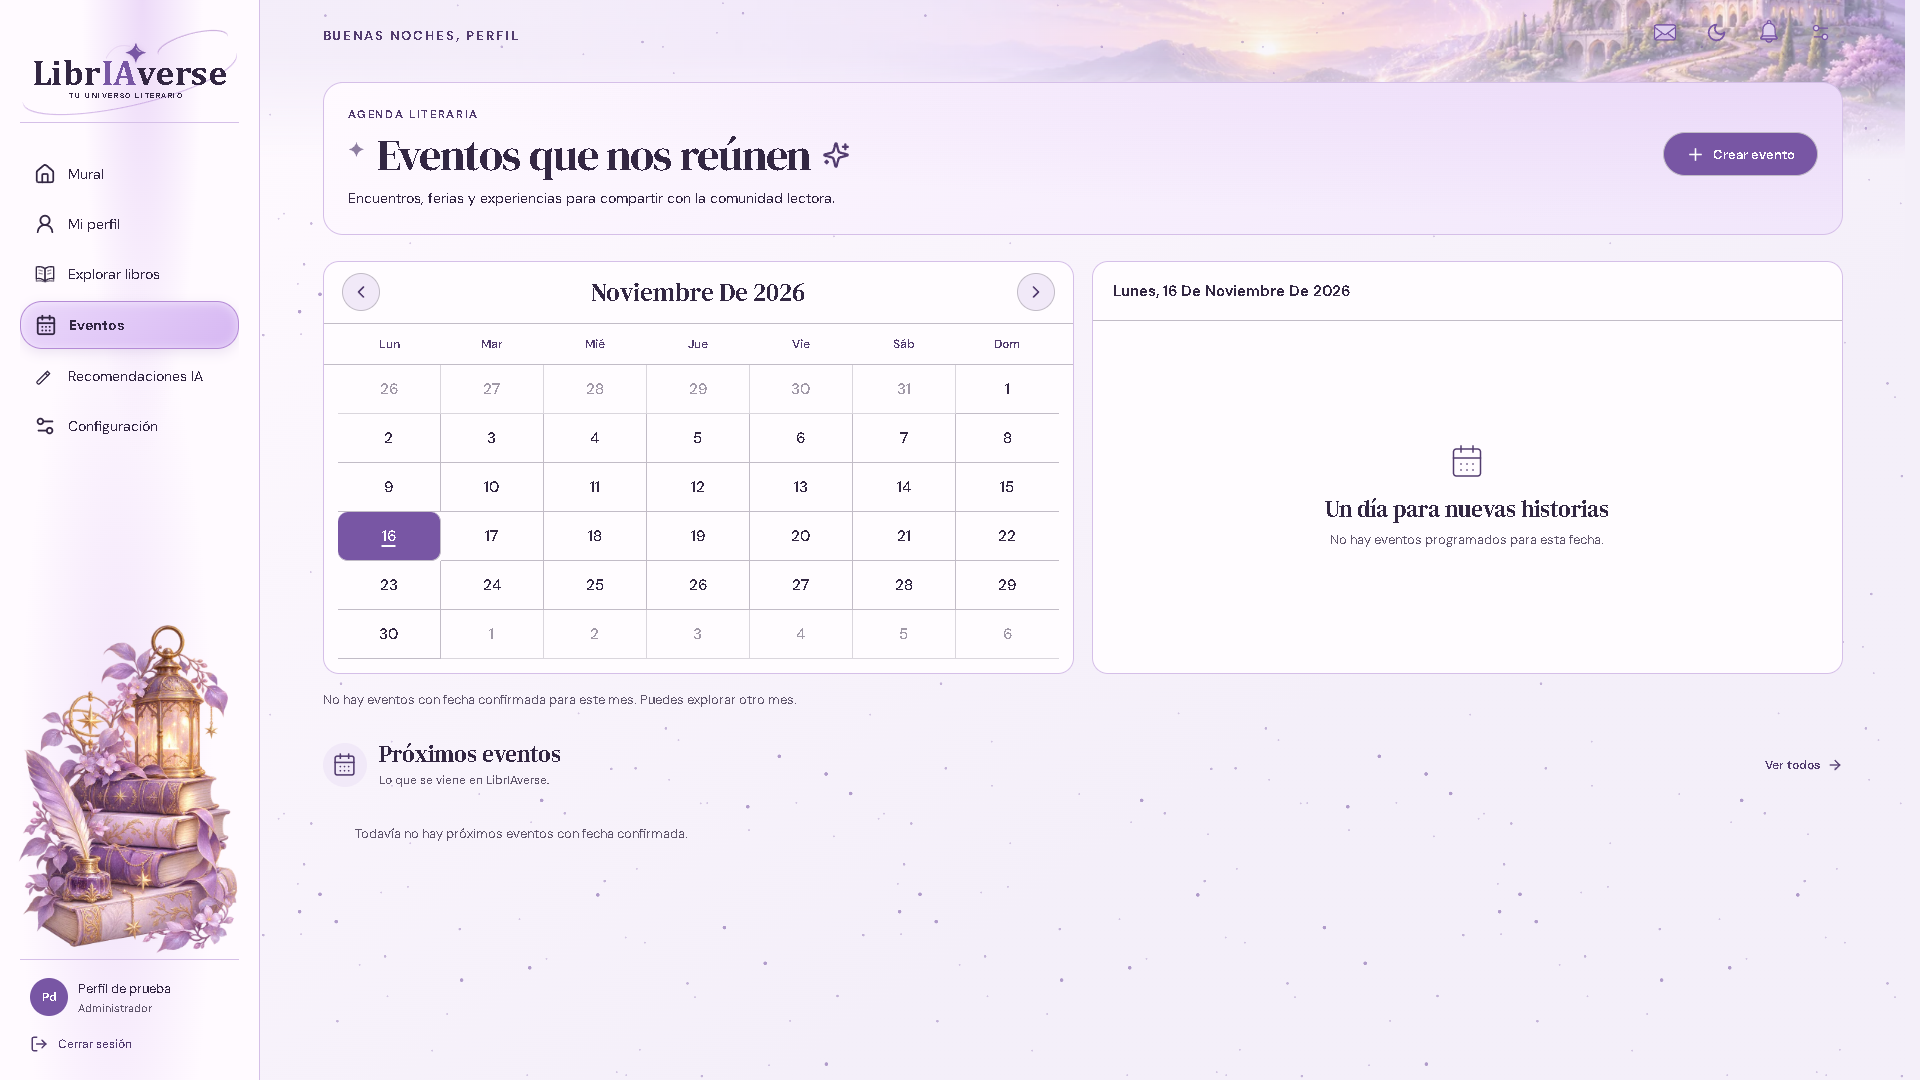 LibrIAverse
TU UNIVERSO LITERARIO
Mural
Mi perfil
Explorar libros
Eventos
Recomendaciones IA
Configuración
Pd
Perfil de prueba
Administrador
Cerrar sesión
BUENAS NOCHES, PERFIL
AGENDA LITERARIA
Eventos que nos reúnen
Encuentros, ferias y experiencias para compartir con la comunidad lectora.
Crear evento
Noviembre De 2026
Lun Mar Mié Jue Vie Sáb Dom
26 27 28 29 30 31 1
2 3 4 5 6 7 8
9 10 11 12 13 14 15
16 17 18 19 20 21 22
23 24 25 26 27 28 29
30 1 2 3 4 5 6
Lunes, 16 De Noviembre De 2026
Un día para nuevas historias
No hay eventos programados para esta fecha.
No hay eventos con fecha confirmada para este mes. Puedes explorar otro mes.
Próximos eventos
Lo que se viene en LibrIAverse.
Ver todos
Todavía no hay próximos eventos con fecha confirmada.